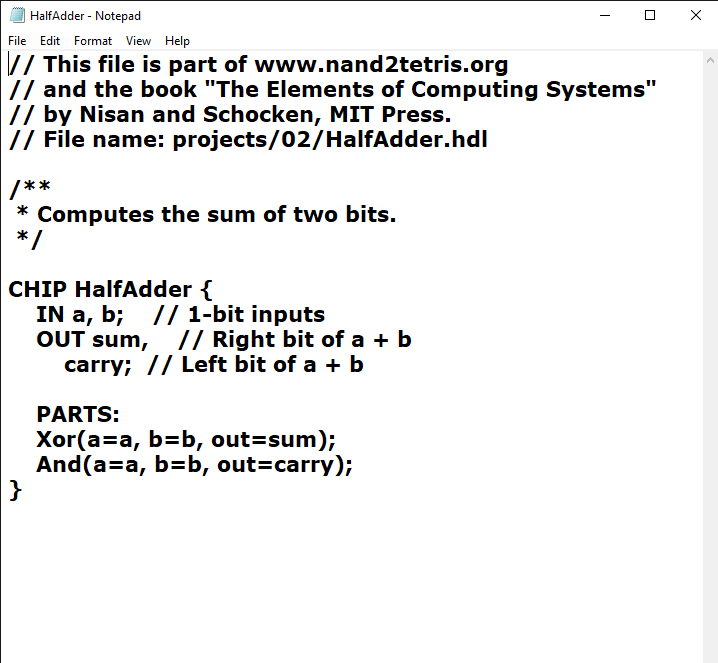 HalfAdder - Notepad
File Edit Format View Help
// This file is part of www.nand2tetris.org
// and the book "The Elements of Computing Systems"
// by Nisan and Schocken, MIT Press.
// File name: projects/02/HalfAdder.hdl

/**
 * Computes the sum of two bits.
 */

CHIP HalfAdder {
    IN a, b;    // 1-bit inputs
    OUT sum,    // Right bit of a + b
        carry;  // Left bit of a + b

    PARTS:
    Xor(a=a, b=b, out=sum);
    And(a=a, b=b, out=carry);
}